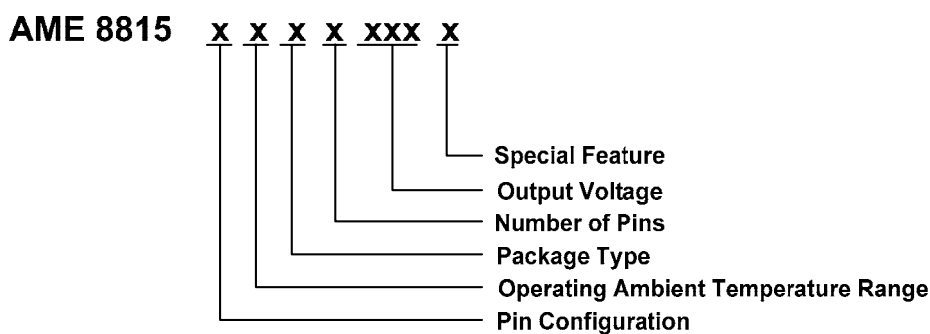 AME 8815 x x x x xxx x
Special Feature
Output Voltage
Number of Pins
Package Type
Operating Ambient Temperature Range
Pin Configuration